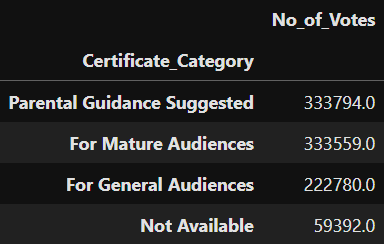 No_of_Votes
Certificate_Category
Parental Guidance Suggested 333794.0
For Mature Audiences 333559.0
For General Audiences 222780.0
Not Available 59392.0